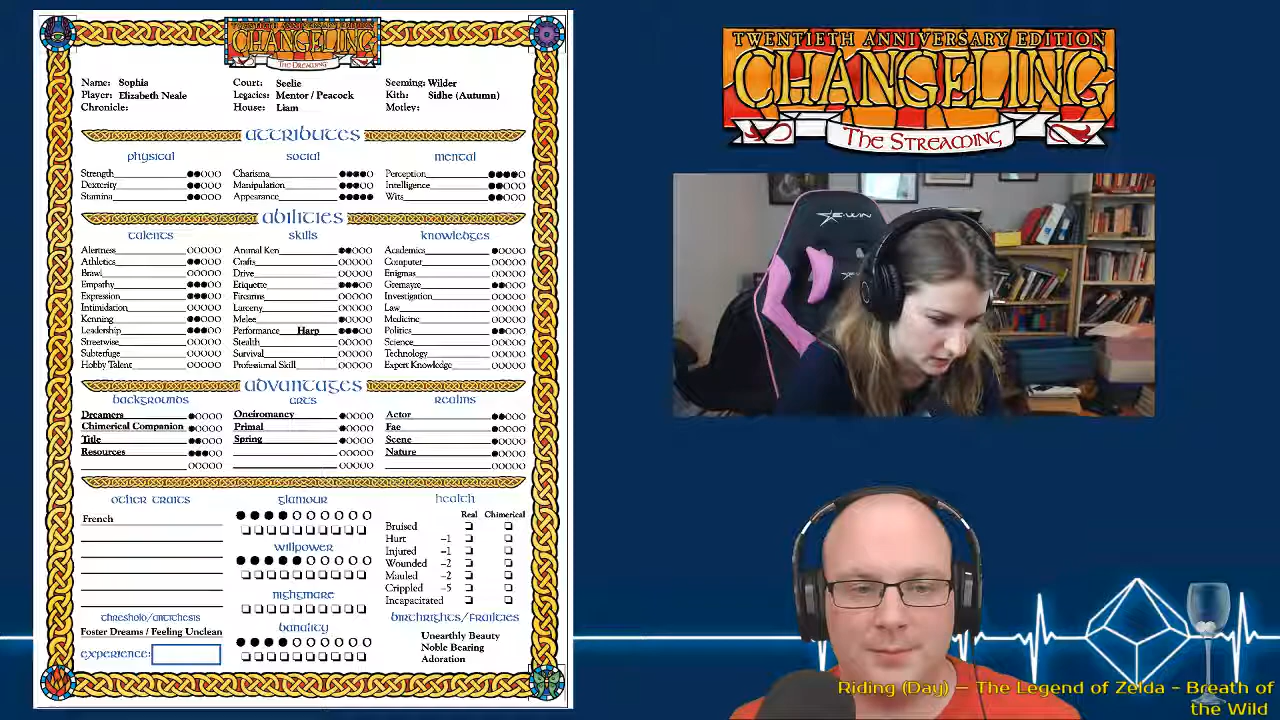 TWENTIETH ANNIVERSARY EDITION
CHANGELING
The Dreaming
Name: Sophia
Player: Elizabeth Neale
Chronicle:
Court: Seelie
Legacies: Mentor / Peacock
House: Liam
Seeming: Wilder
Kith: Sidhe (Autumn)
Motley:
Attributes
Physical
Strength
Dexterity
Stamina
Social
Charisma
Manipulation
Appearance
Mental
Perception
Intelligence
Wits
Abilities
Talents
Alertness
Athletics
Brawl
Empathy
Expression
Intimidation
Kenning
Leadership
Streetwise
Subterfuge
Hobby Talent
Skills
Animal Ken
Crafts
Drive
Etiquette
Firearms
Larceny
Melee
Performance Harp
Stealth
Survival
Professional Skill
Knowledges
Academics
Computer
Enigmas
Gremayre
Investigation
Law
Medicine
Politics
Science
Technology
Expert Knowledge
Advantages
Backgrounds
Dreamers
Chimerical Companion
Title
Resources
Arts
Oneiromancy
Primal
Spring
Realms
Actor
Fae
Scene
Nature
Other Traits
French
Threshold/Antithesis
Foster Dreams / Feeling Unclean
Experience:
Glamour
Willpower
Nightmare
Banality
Health
Real Chimerical
Bruised
Hurt -1
Injured -1
Wounded -2
Mauled -2
Crippled -5
Incapacitated
Birthrights/Frailties
Unearthly Beauty
Noble Bearing
Adoration
TWENTIETH ANNIVERSARY EDITION
CHANGELING
The Streaming
E-WIN
Riding (Day) – The Legend of Zelda - Breath of
the Wild